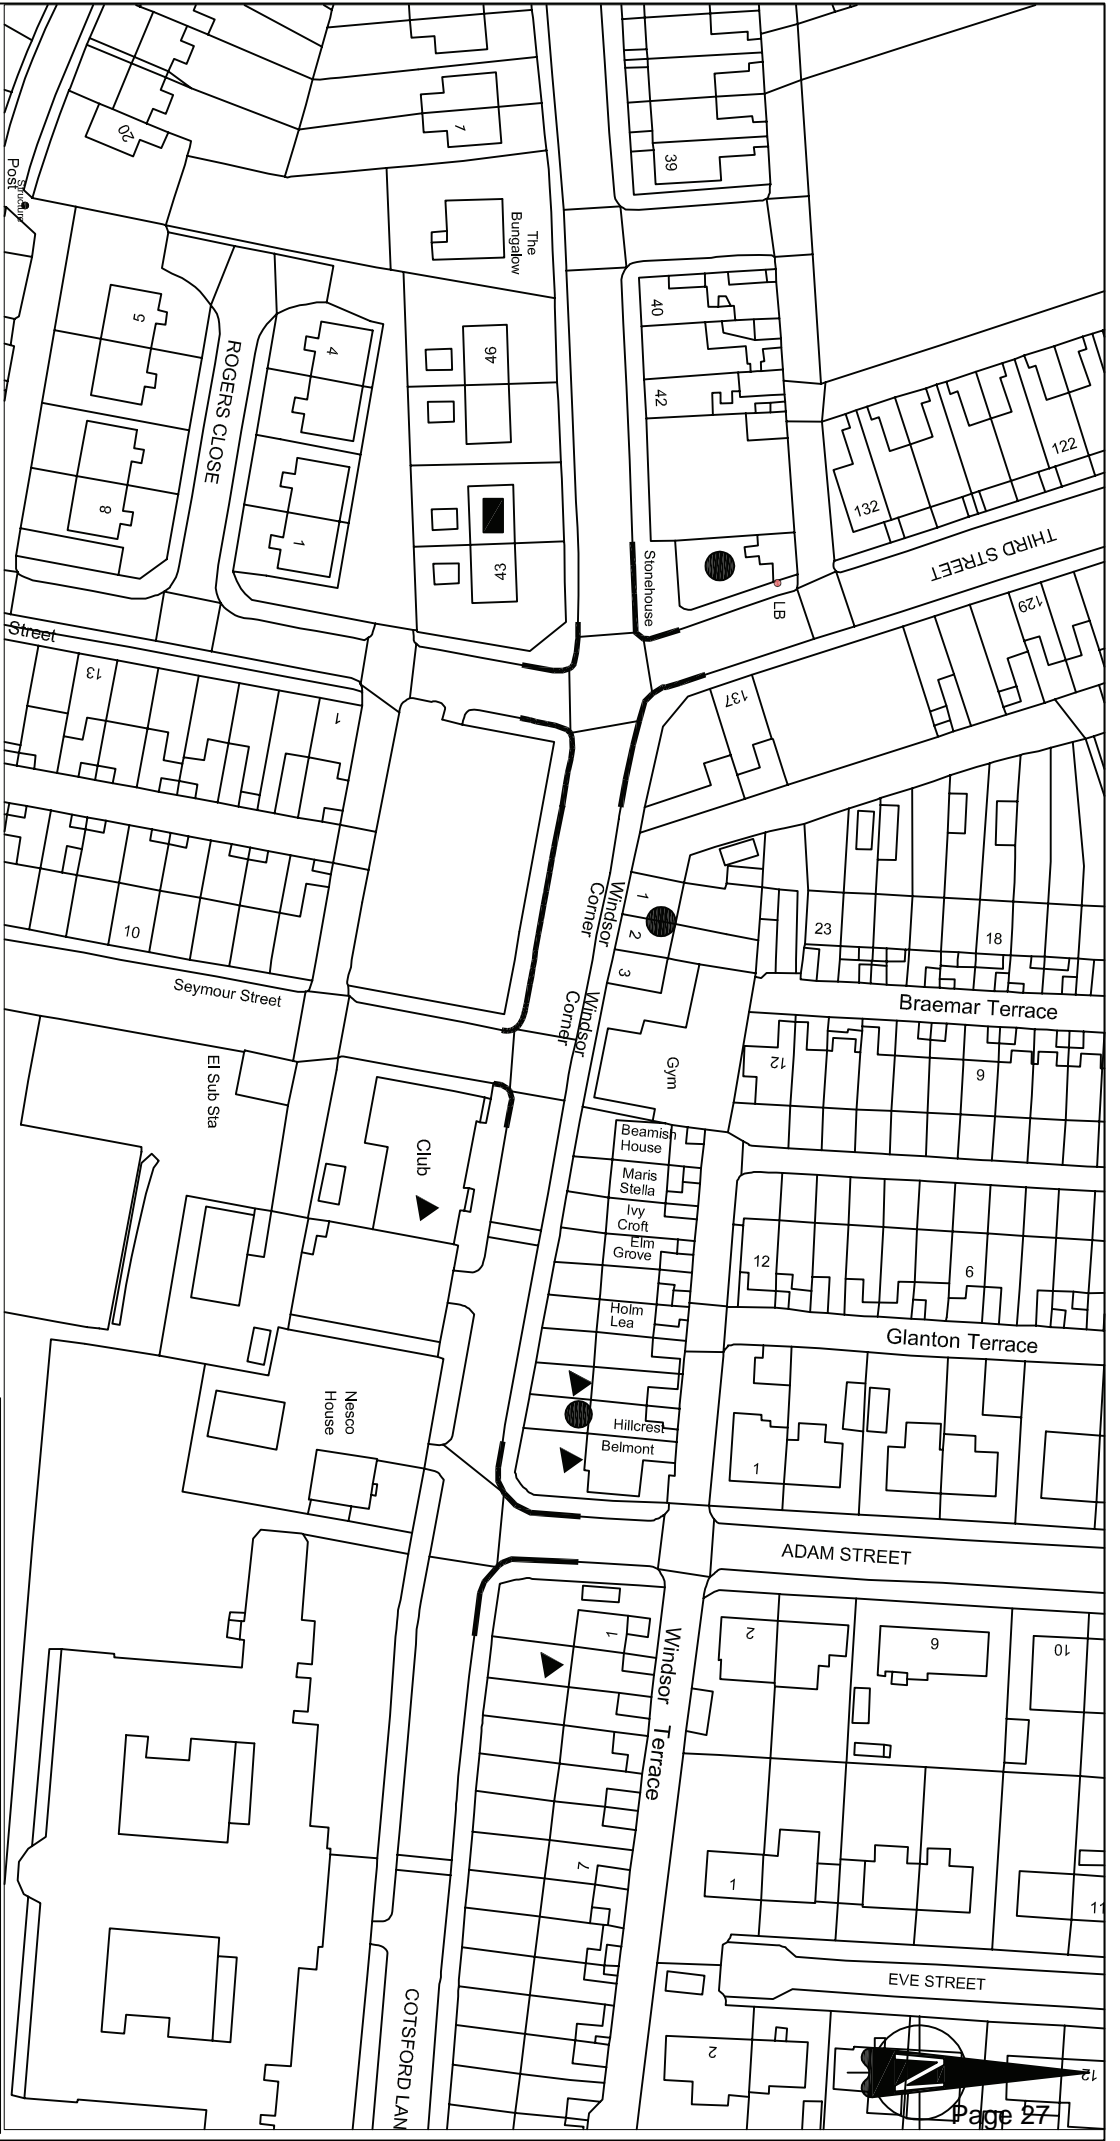 20
Post
Structure
7
39
The
Bungalow
5
4
ROGERS CLOSE
46
40
42
122
132
THIRD STREET
8
1
43
Stonehouse
LB
129
Street
13
1
137
10
Seymour Street
Windsor
Corner
1
2
3
23
18
Braemar Terrace
Windsor
Corner
Gym
12
6
El Sub Sta
Club
Beamish
House
Maris
Stella
Ivy
Croft
Elm
Grove
Holm
Lea
12
6
Glanton Terrace
Nesco
House
Hillcrest
Belmont
1
ADAM STREET
1
2
6
10
Windsor Terrace
7
1
11
EVE STREET
COTSFORD LAN
2
12
N
Page 27